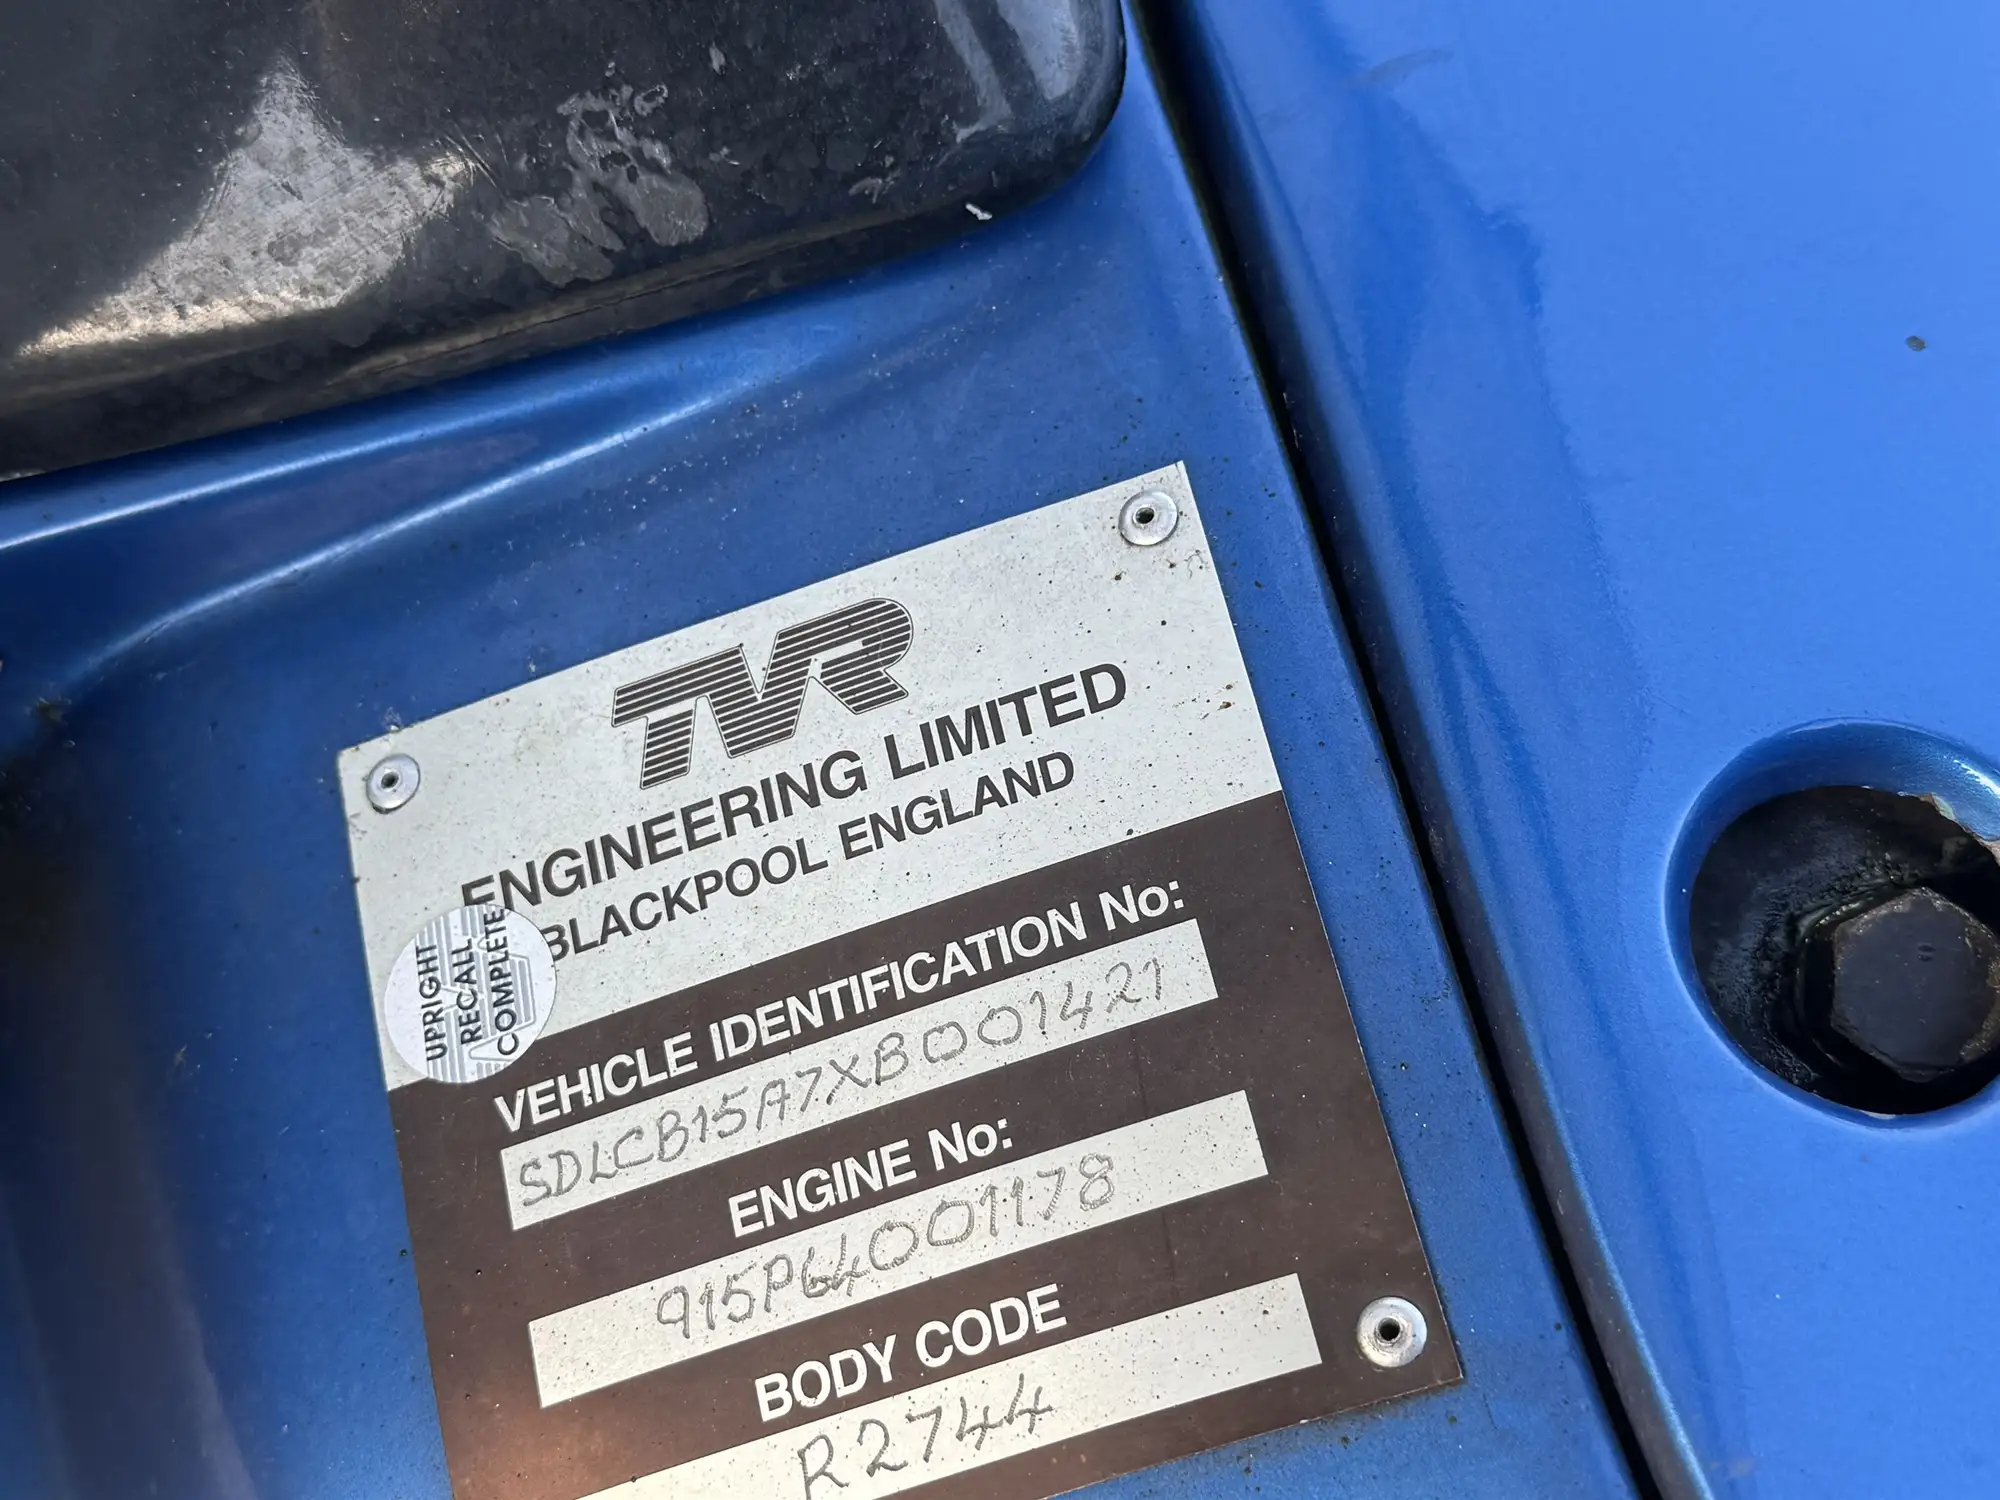 TVR
ENGINEERING LIMITED
BLACKPOOL ENGLAND
UPRIGHT
RECALL
COMPLETE
VEHICLE IDENTIFICATION No:
SDLCB15A7XB001421
ENGINE No:
915P64001178
BODY CODE
R2744